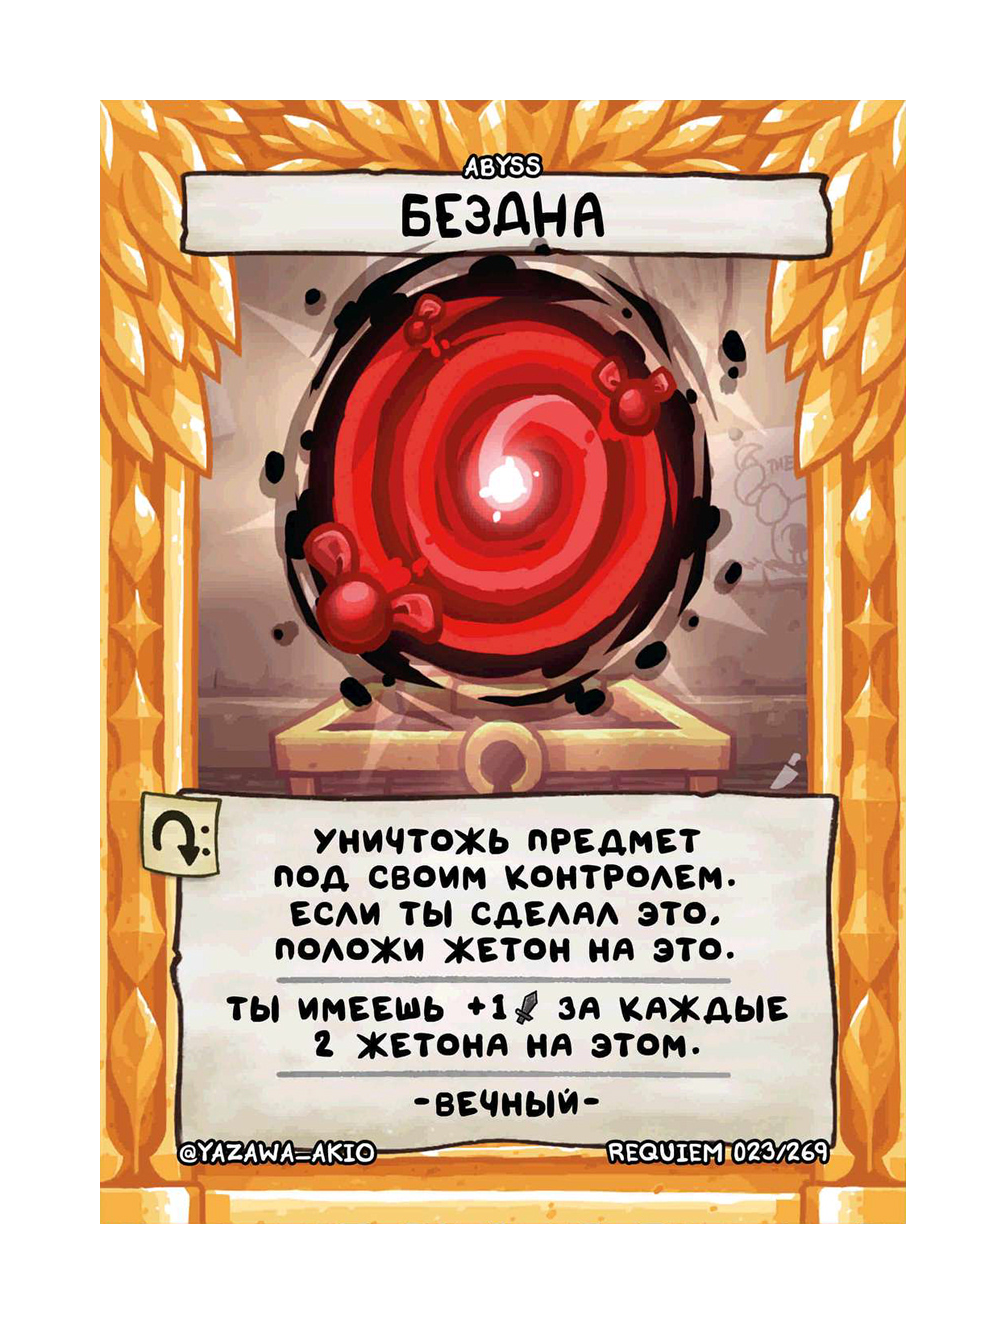 ABYSS
БЕЗДНА
THE
УНИЧТОЖЬ ПРЕДМЕТ
ПОД СВОИМ КОНТРОЛЕМ.
ЕСЛИ ТЫ СДЕЛАЛ ЭТО,
ПОЛОЖИ ЖЕТОН НА ЭТО.
ТЫ ИМЕЕШЬ +1 ЗА КАЖДЫЕ
2 ЖЕТОНА НА ЭТОМ.
-ВЕЧНЫЙ-
@YAZAWA_AKIO
REQUIEM 023/269